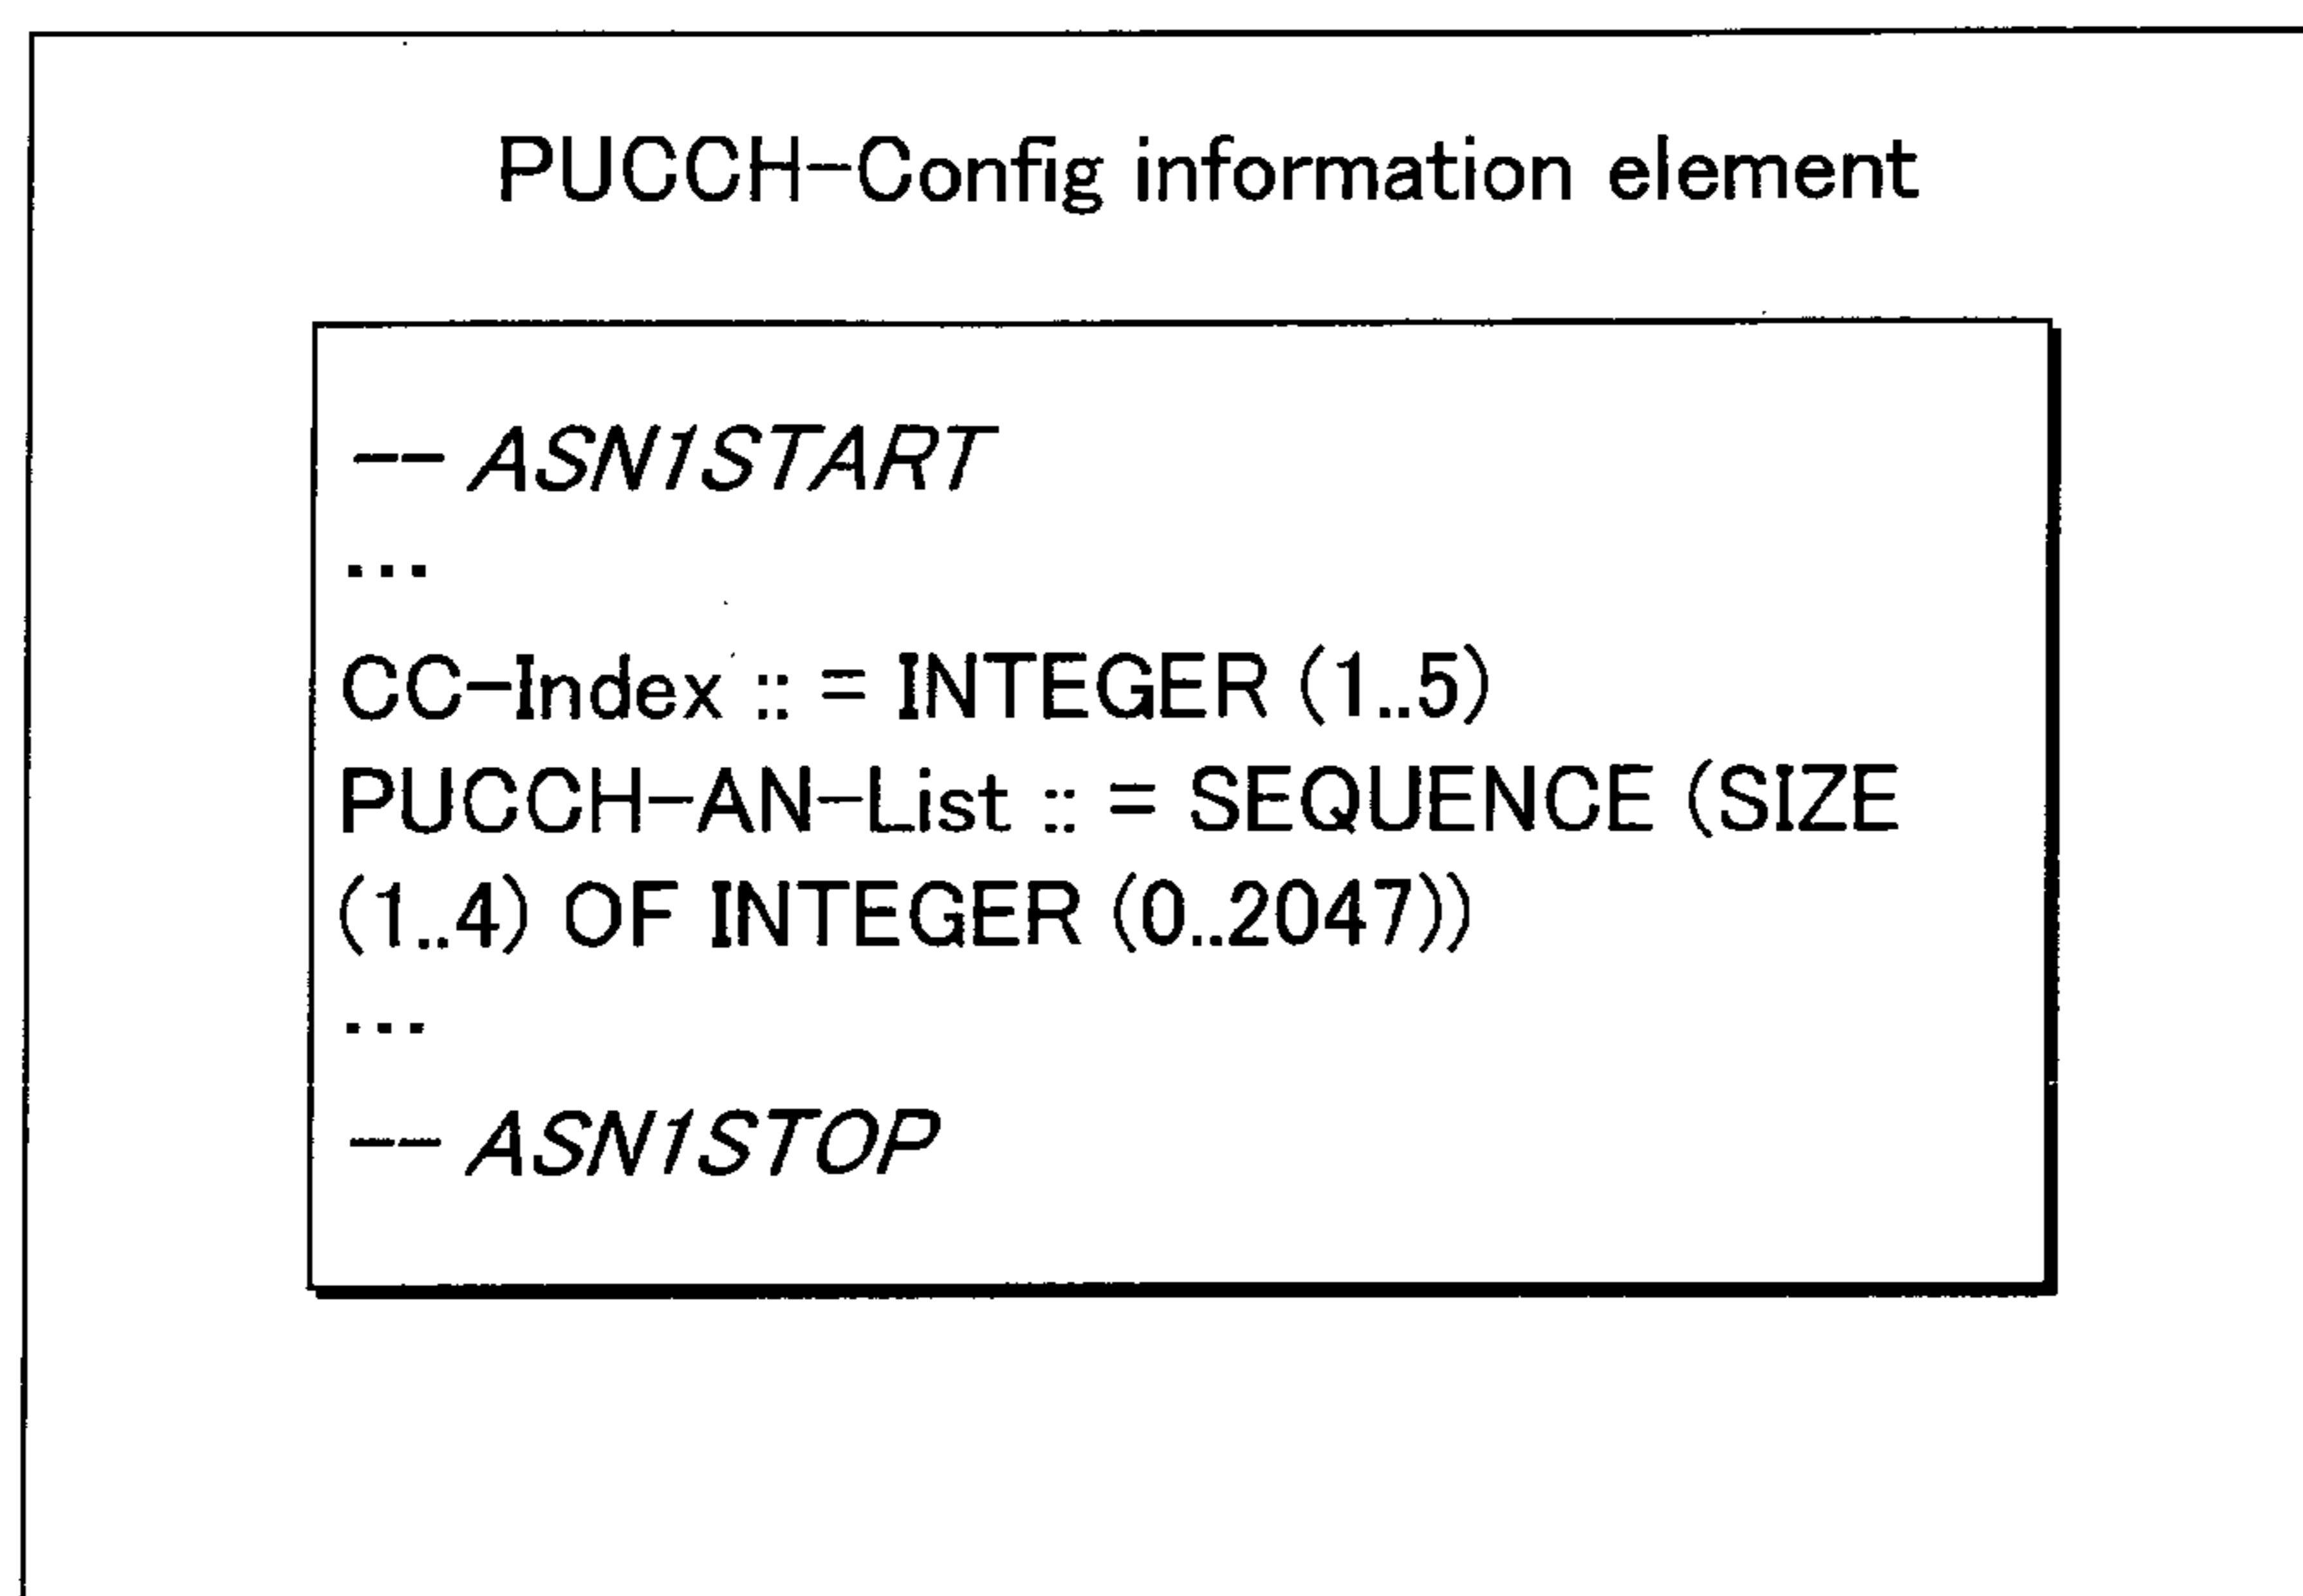 PUCCH-Config information element
-- ASN1START
...
CC-Index :: = INTEGER (1..5)
PUCCH-AN-List :: = SEQUENCE (SIZE
(1..4) OF INTEGER (0..2047))
...
-- ASN1STOP